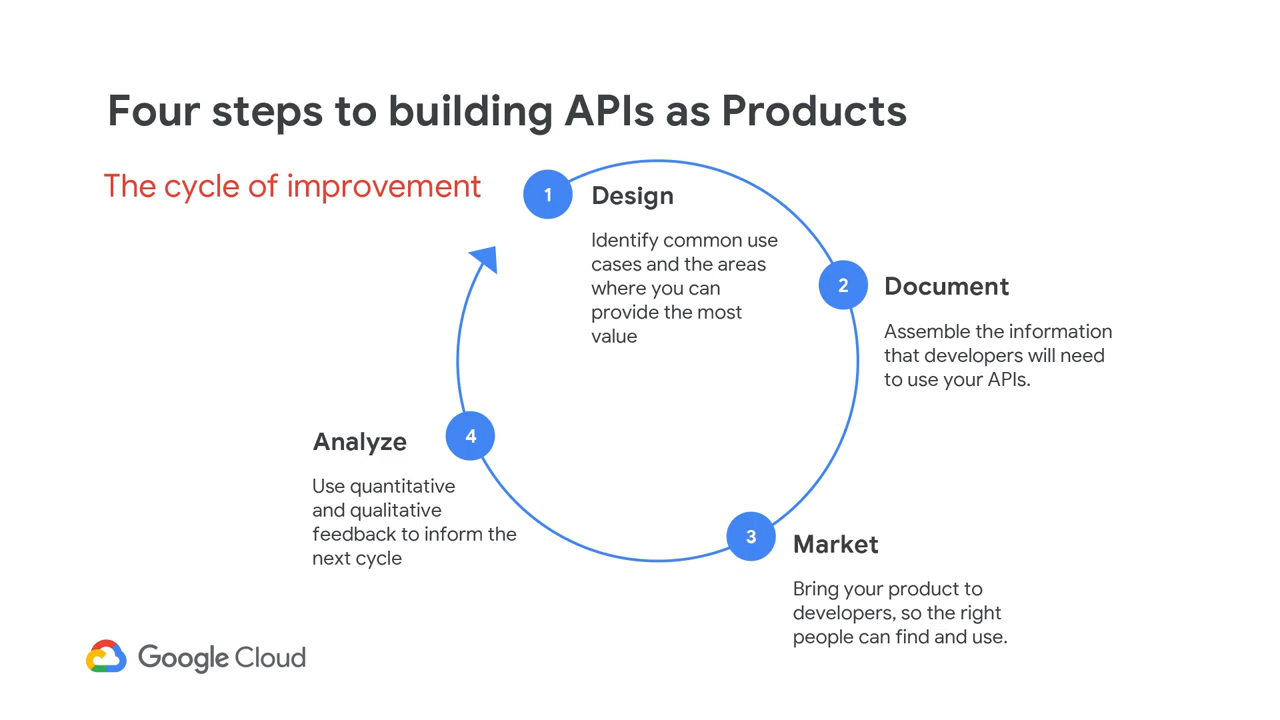 Four steps to building APIs as Products
The cycle of improvement
1
Design
Identify common use
cases and the areas
where you can
provide the most
value
2
Document
Assemble the information
that developers will need
to use your APIs.
3
Market
Bring your product to
developers, so the right
people can find and use.
4
Analyze
Use quantitative
and qualitative
feedback to inform the
next cycle
Google Cloud